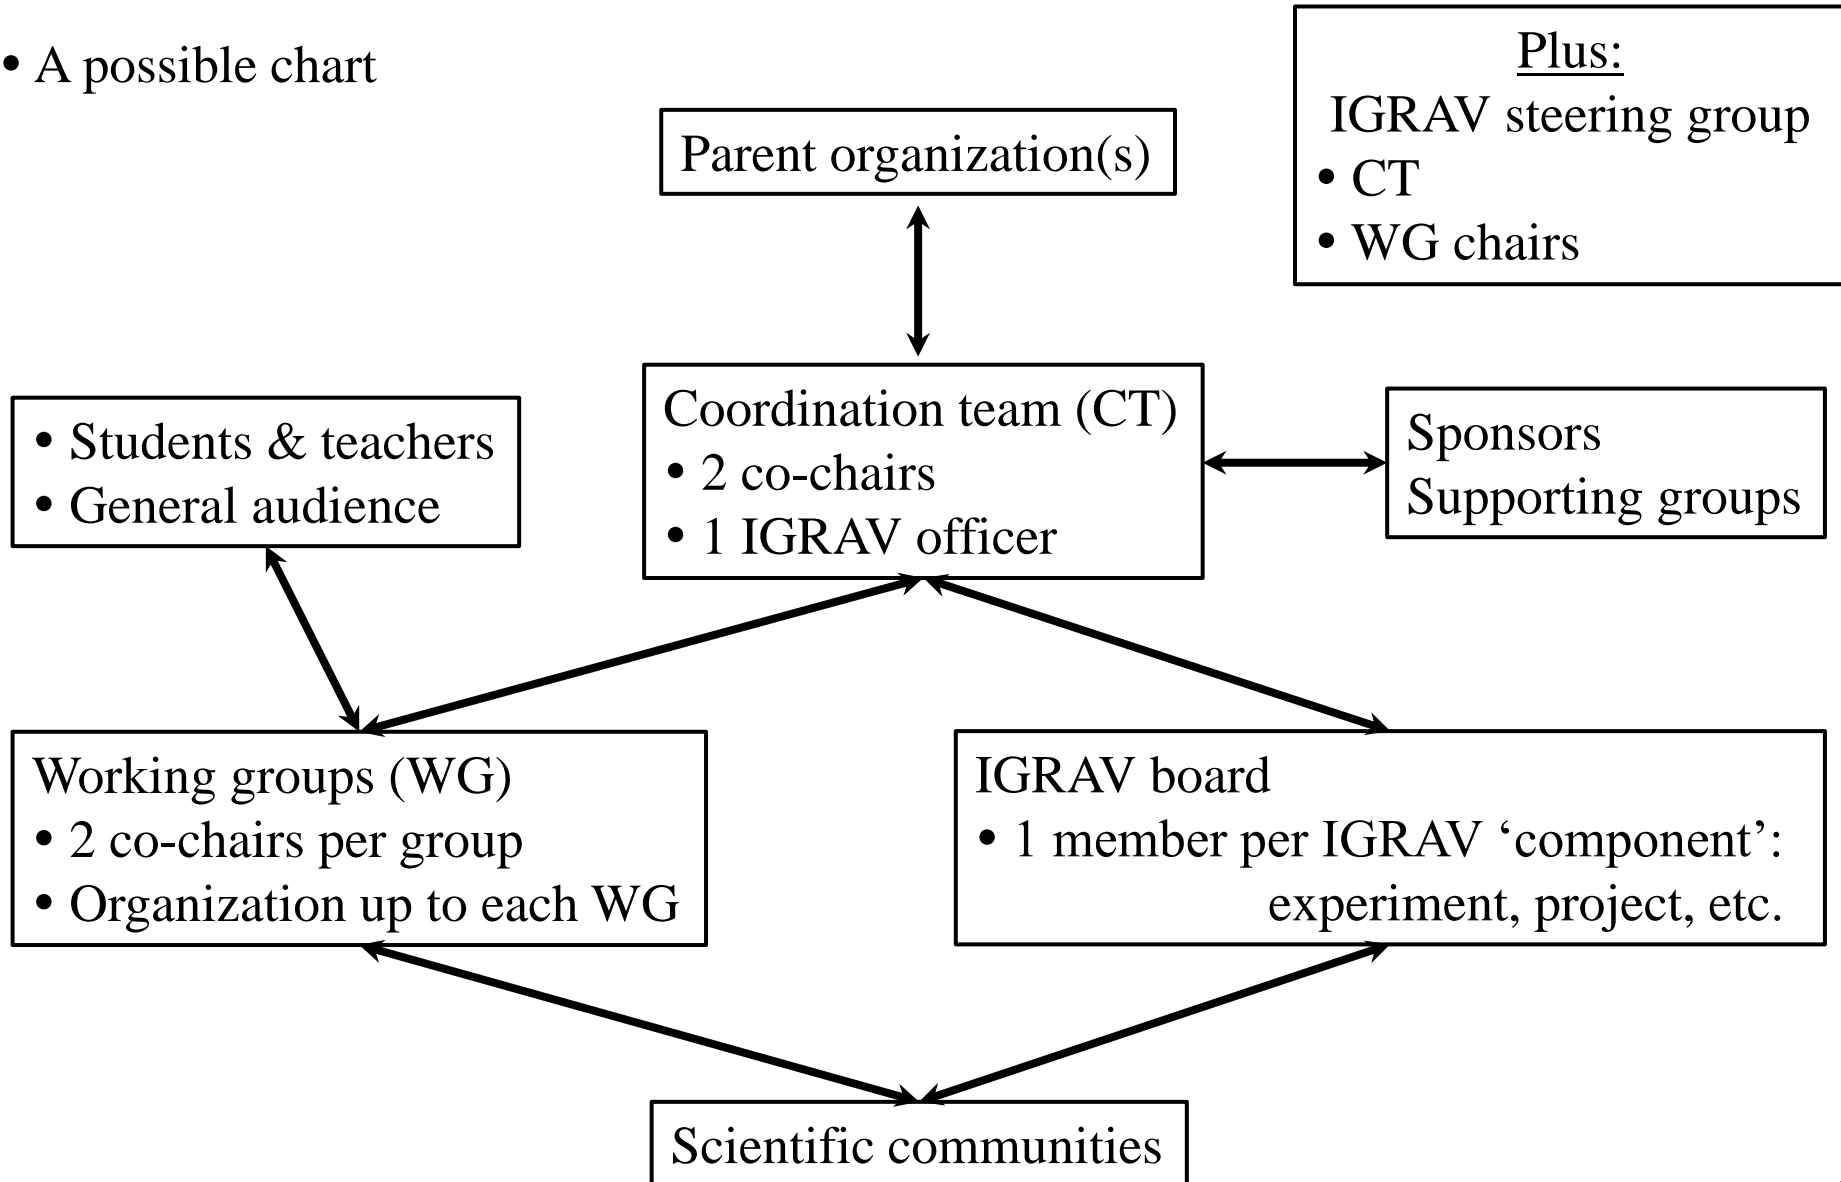 • A possible chart
Plus:
IGRAV steering group
• CT
• WG chairs
Parent organization(s)
Coordination team (CT)
• 2 co-chairs
• 1 IGRAV officer
• Students & teachers
• General audience
Sponsors
Supporting groups
Working groups (WG)
• 2 co-chairs per group
• Organization up to each WG
IGRAV board
• 1 member per IGRAV ‘component’:
experiment, project, etc.
Scientific communities